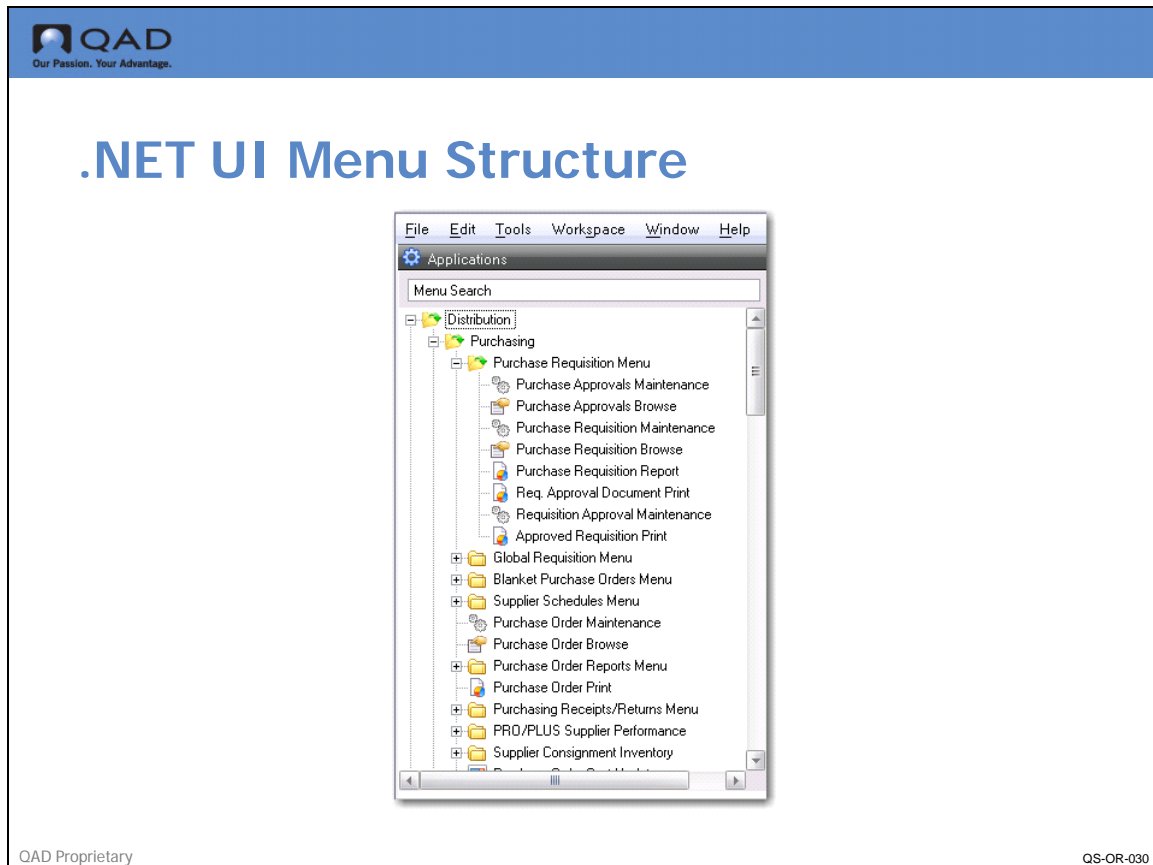 QAD
Our Passion. Your Advantage.
.NET UI Menu Structure
File Edit Tools Workspace Window Help
Applications
Menu Search
Distribution
Purchasing
Purchase Requisition Menu
Purchase Approvals Maintenance
Purchase Approvals Browse
Purchase Requisition Maintenance
Purchase Requisition Browse
Purchase Requisition Report
Req. Approval Document Print
Requisition Approval Maintenance
Approved Requisition Print
Global Requisition Menu
Blanket Purchase Orders Menu
Supplier Schedules Menu
Purchase Order Maintenance
Purchase Order Browse
Purchase Order Reports Menu
Purchase Order Print
Purchasing Receipts/Returns Menu
PRO/PLUS Supplier Performance
Supplier Consignment Inventory
QAD Proprietary
QS-OR-030